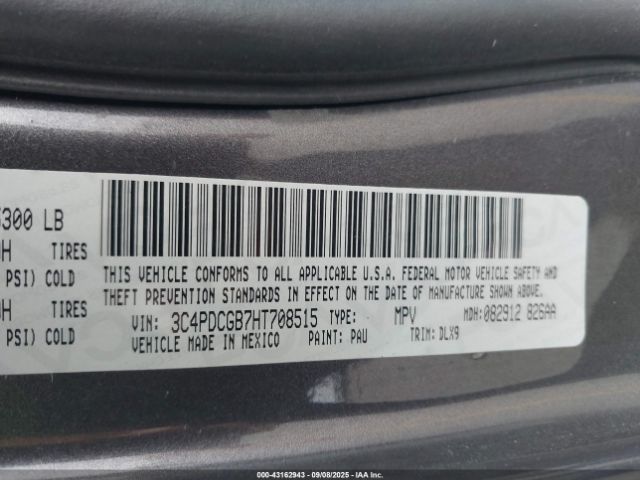 300 LB
TIRES
PSI) COLD
TIRES
PSI) COLD
THIS VEHICLE CONFORMS TO ALL APPLICABLE U.S.A. FEDERAL MOTOR VEHICLE SAFETY AND
THEFT PREVENTION STANDARDS IN EFFECT ON THE DATE OF MANUFACTURE SHOWN ABOVE.
VIN: 3C4PDCGB7HT708515 TYPE: MPV MDH: 082912 826AA
VEHICLE MADE IN MEXICO PAINT: PAU TRIM: DLX9
000-43162943 - 09/08/2025 - IAA Inc.